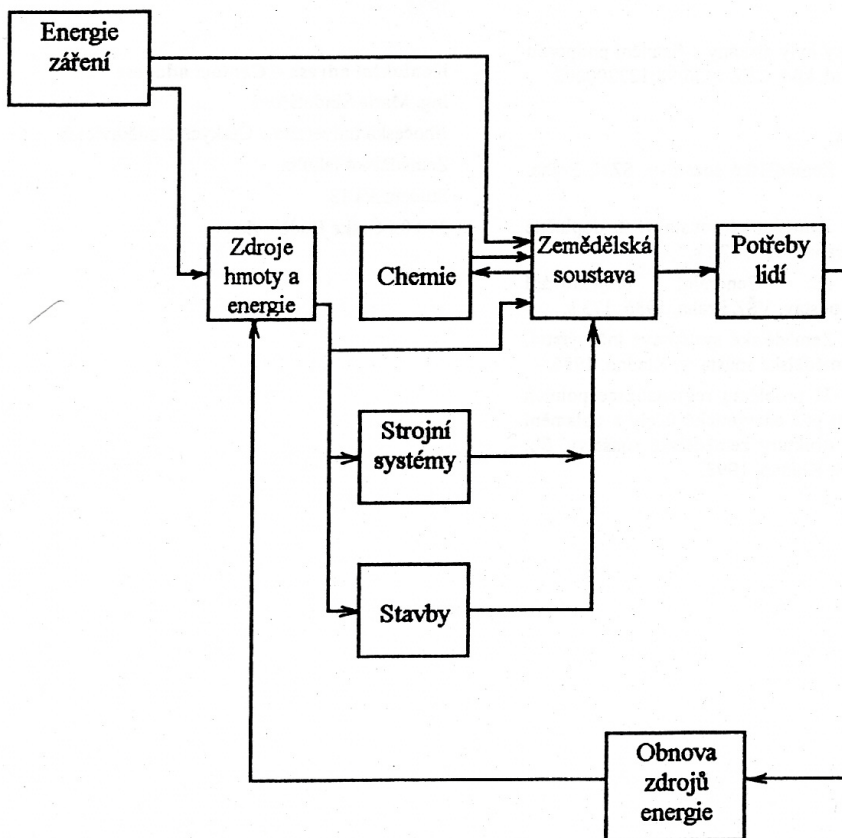 Energie
záření
Zdroje
hmoty a
energie
Chemie
Zemědělská
soustava
Potřeby
lidí
Strojní
systémy
Stavby
Obnova
zdrojů
energie